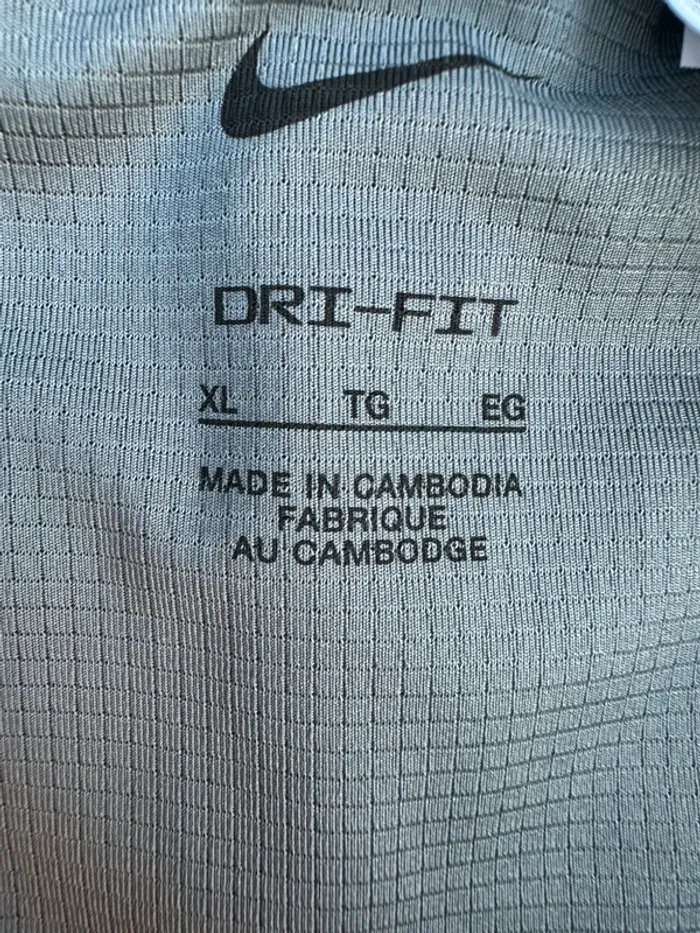 DRI-FIT
XL TG EG
MADE IN CAMBODIA
FABRIQUE
AU CAMBODGE